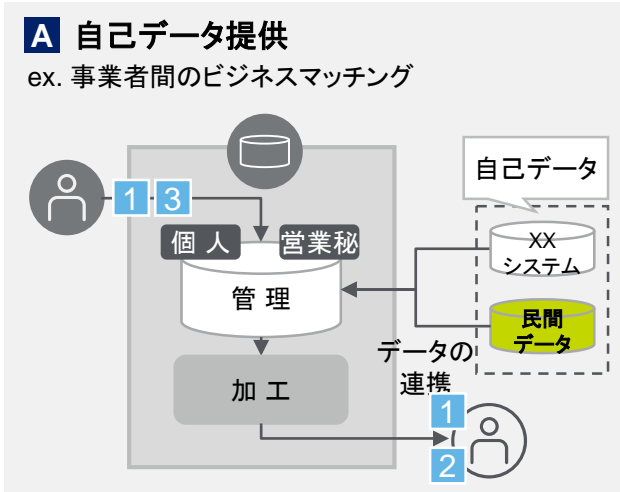 A 自己データ提供
ex. 事業者間のビジネスマッチング
自己データ
1 3
個 人 営業秘
XX
システム
管 理
民間
データ
データの
連携
加 工
1
2